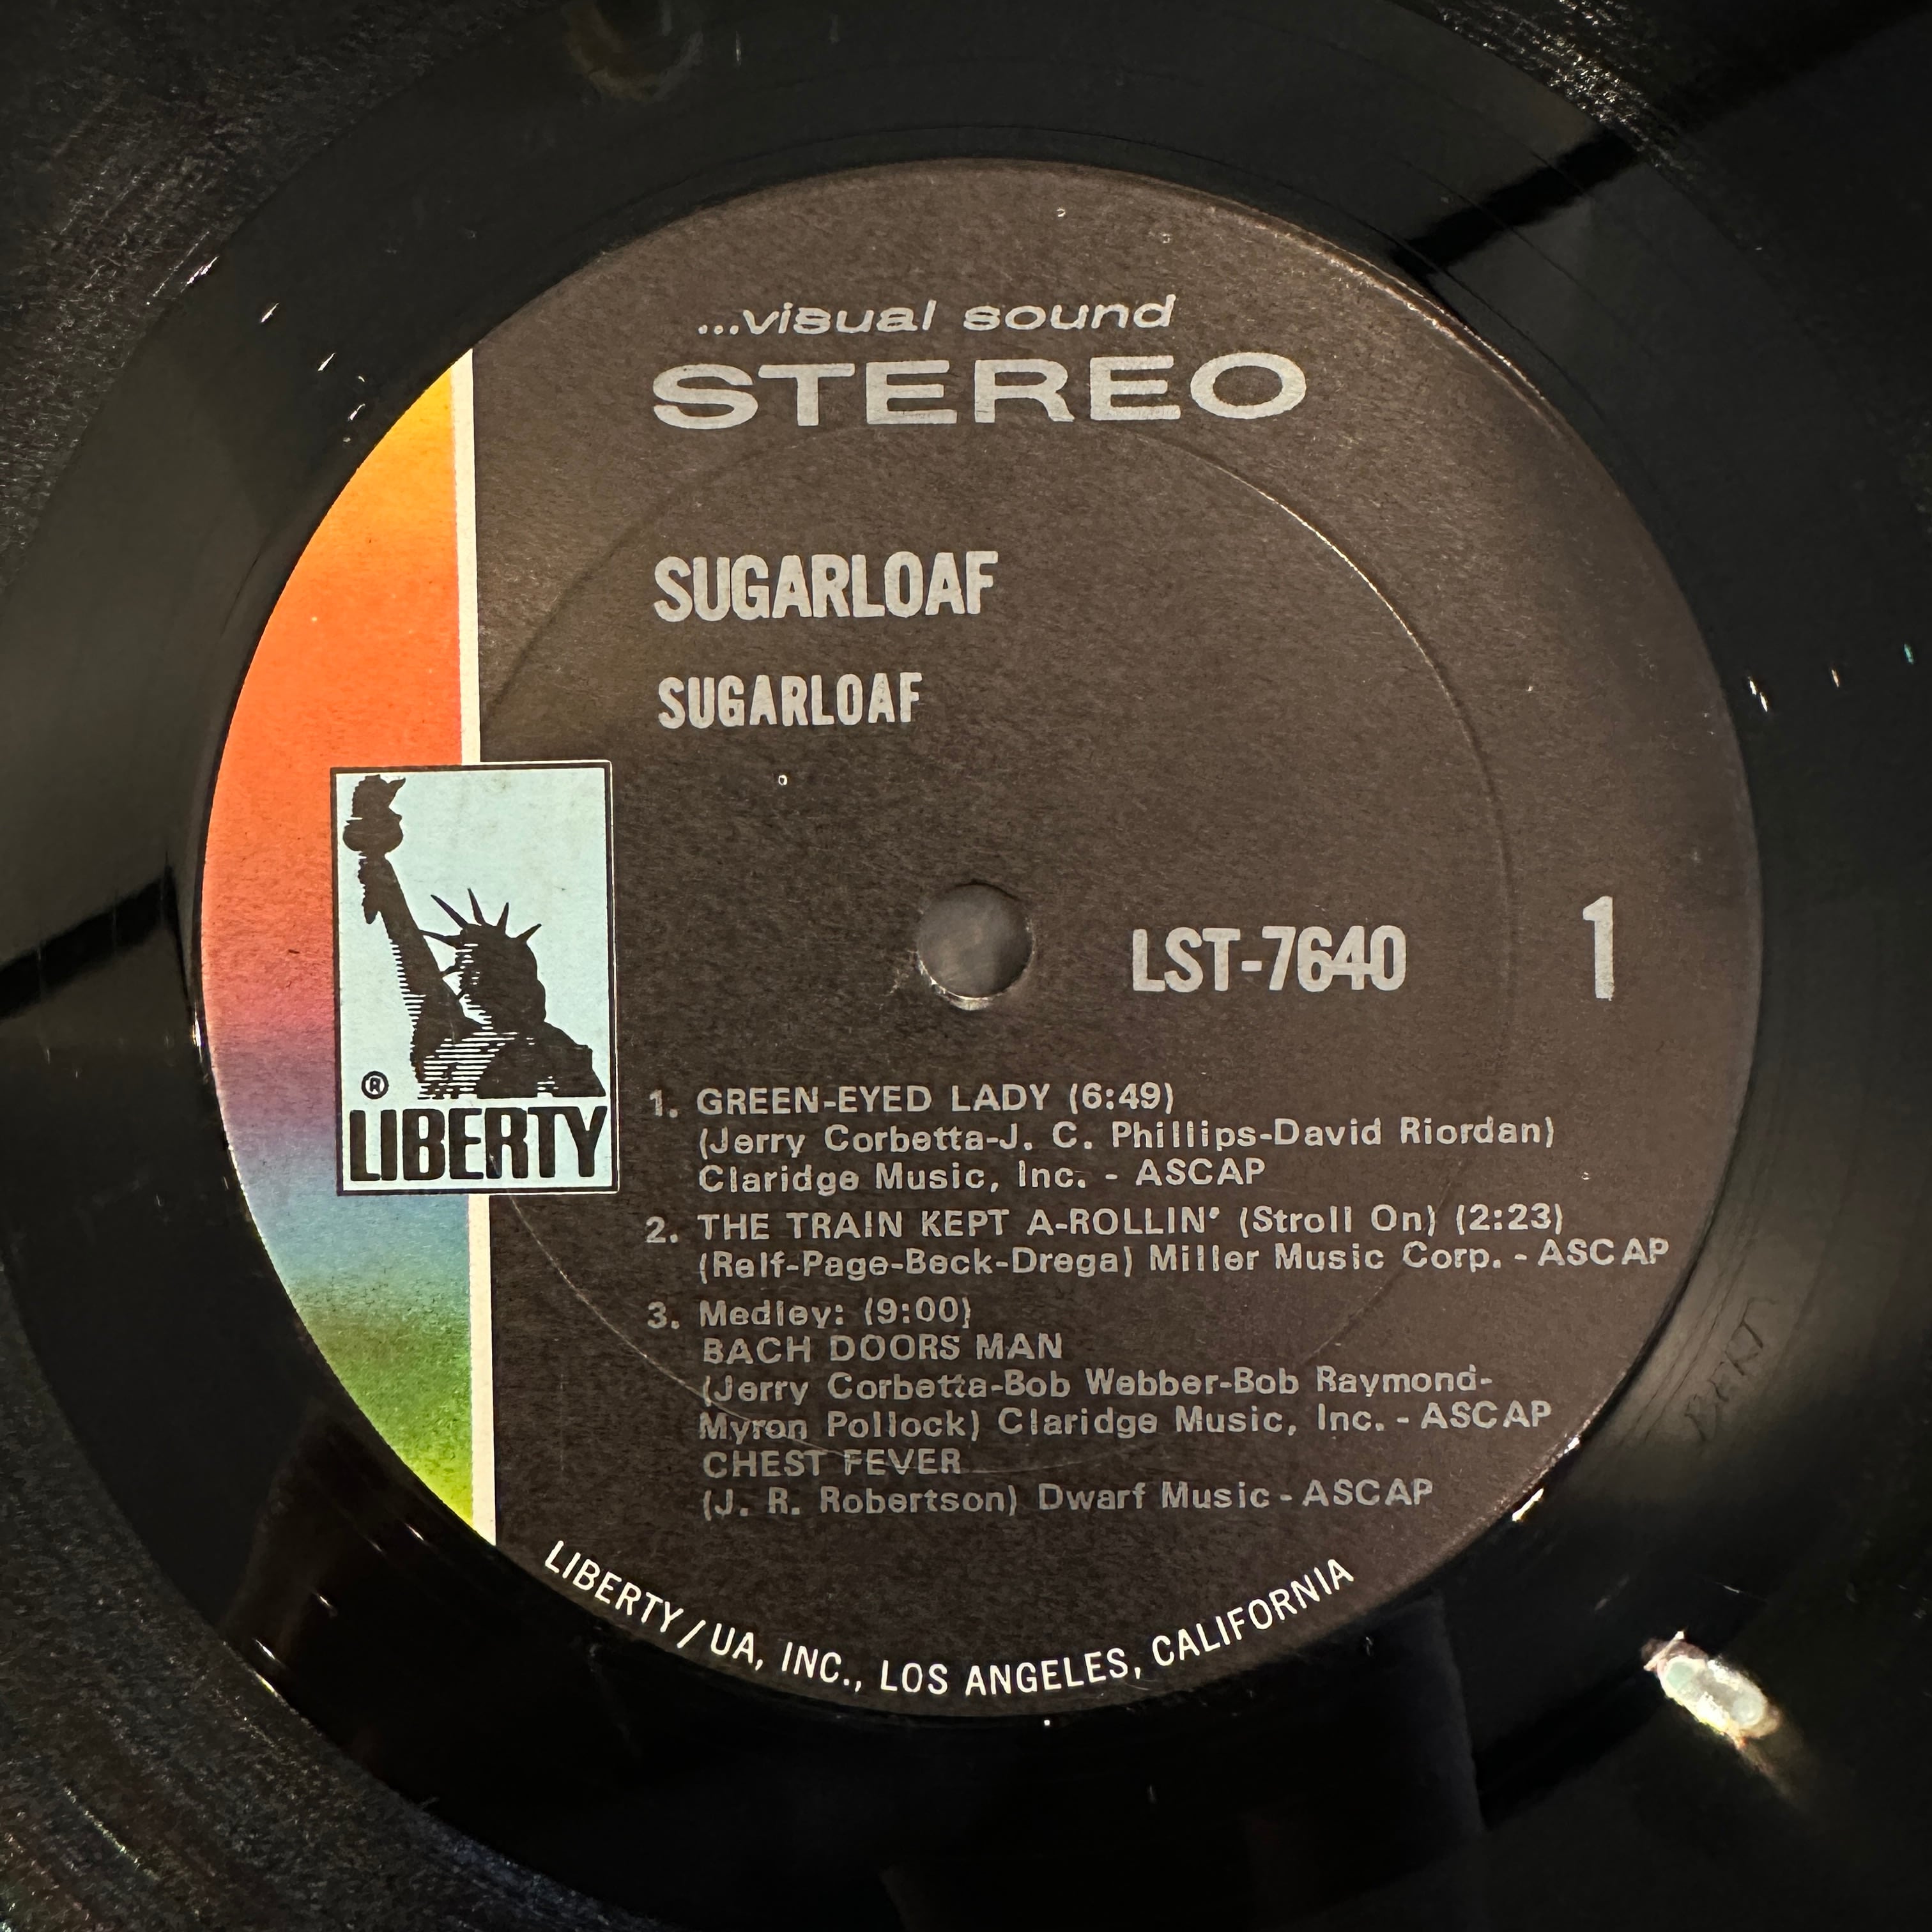 ...visual sound
STEREO
SUGARLOAF
SUGARLOAF
LST-7640
1
®
LIBERTY
1. GREEN-EYED LADY (6:49)
(Jerry Corbetta-J. C. Phillips-David Riordan)
Claridge Music, Inc. - ASCAP
2. THE TRAIN KEPT A-ROLLIN' (Stroll On) (2:23)
(Relf-Page-Beck-Drega) Miller Music Corp. - ASCAP
3. Medley: (9:00)
BACH DOORS MAN
(Jerry Corbetta-Bob Webber-Bob Raymond-
Myron Pollock) Claridge Music, Inc. - ASCAP
CHEST FEVER
(J. R. Robertson) Dwarf Music - ASCAP
LIBERTY/UA, INC., LOS ANGELES, CALIFORNIA